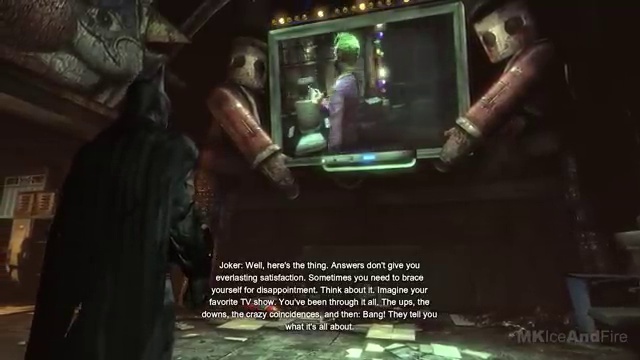 Joker: Well, here's the thing. Answers don't give you
everlasting satisfaction. Sometimes you need to brace
yourself for disappointment. Think about it. Imagine your
favorite TV show. You've been through it all. The ups, the
downs, the crazy coincidences, and then: Bang! They tell you
what it's all about.
MKIceAndFire